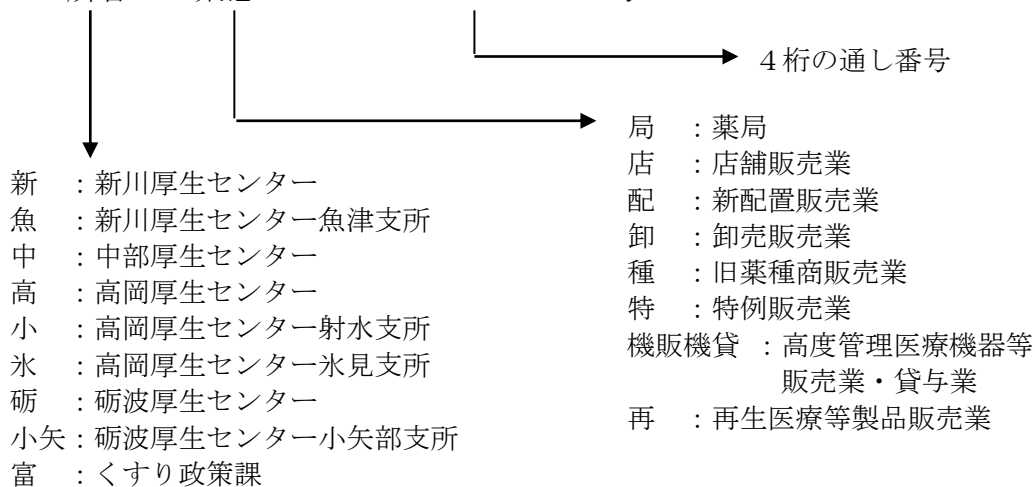 4桁の通し番号
局　：薬局
店　：店舗販売業
配　：新配置販売業
卸　：卸売販売業
種　：旧薬種商販売業
特　：特例販売業
機販機貸　：高度管理医療機器等
販売業・貸与業
再　：再生医療等製品販売業
新　：新川厚生センター
魚　：新川厚生センター魚津支所
中　：中部厚生センター
高　：高岡厚生センター
小　：高岡厚生センター射水支所
氷　：高岡厚生センター氷見支所
砺　：砺波厚生センター
小矢：砺波厚生センター小矢部支所
富　：くすり政策課